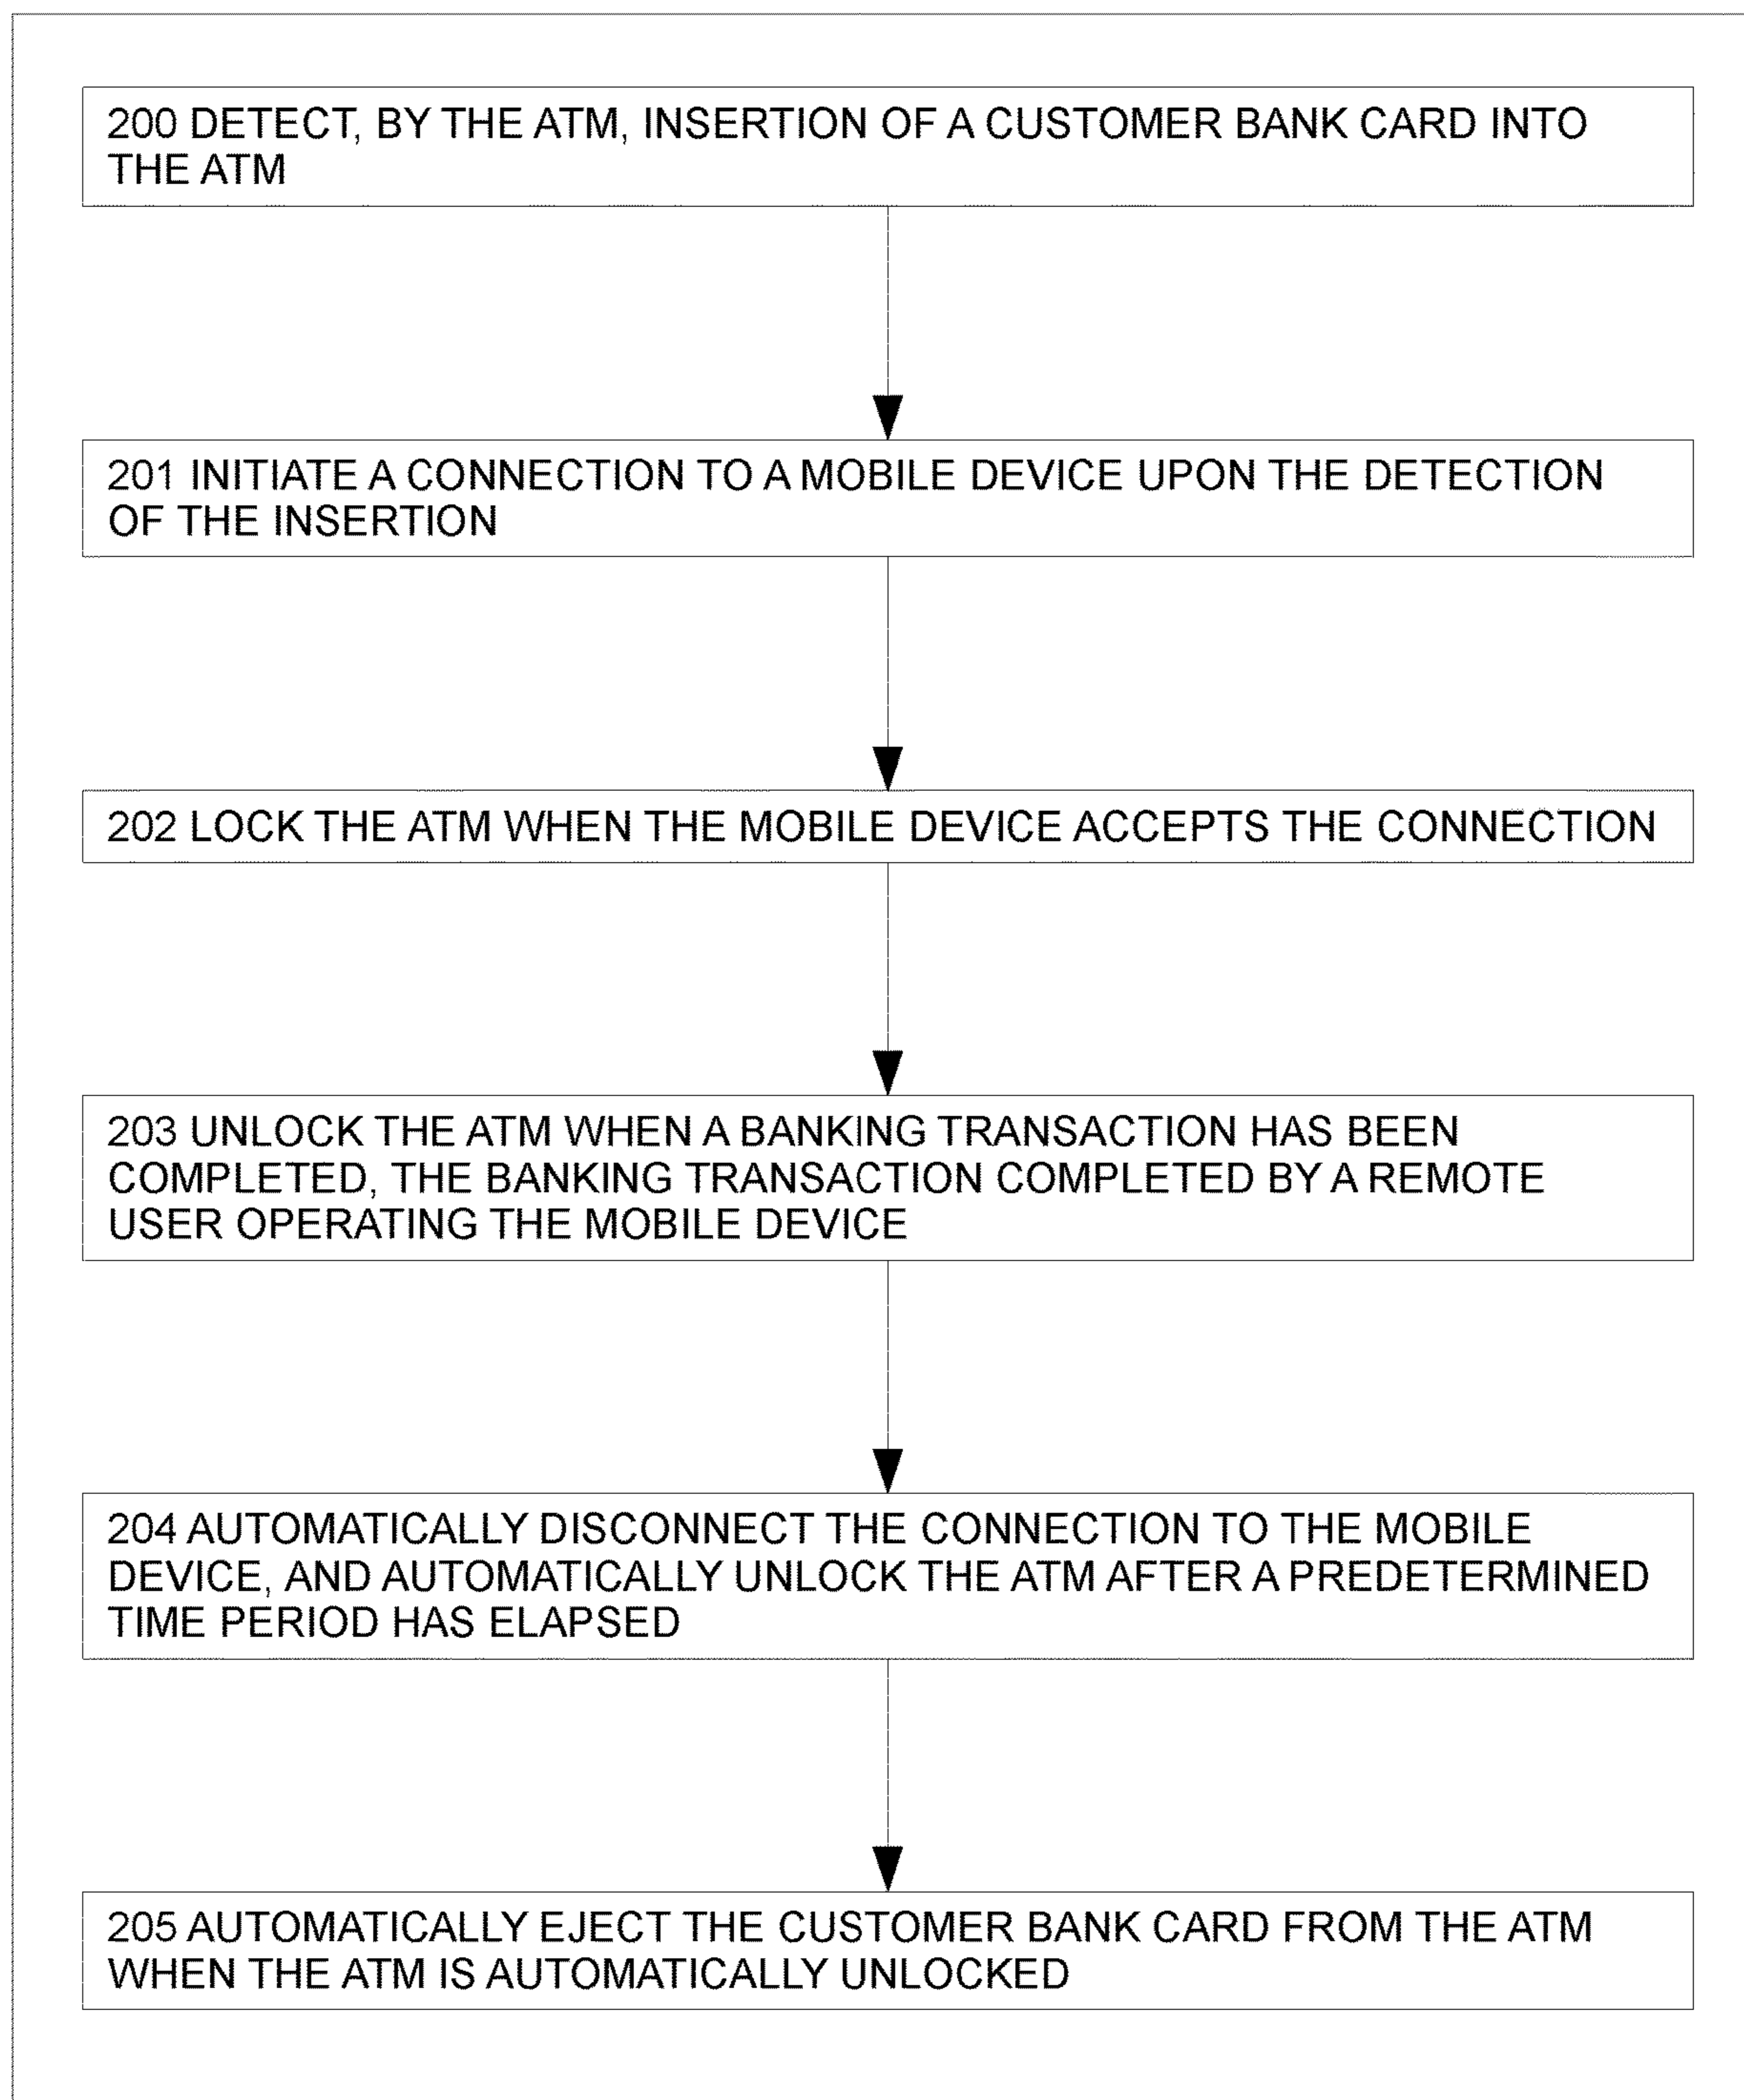 200 DETECT, BY THE ATM, INSERTION OF A CUSTOMER BANK CARD INTO
THE ATM
201 INITIATE A CONNECTION TO A MOBILE DEVICE UPON THE DETECTION
OF THE INSERTION
202 LOCK THE ATM WHEN THE MOBILE DEVICE ACCEPTS THE CONNECTION
203 UNLOCK THE ATM WHEN A BANKING TRANSACTION HAS BEEN
COMPLETED, THE BANKING TRANSACTION COMPLETED BY A REMOTE
USER OPERATING THE MOBILE DEVICE
204 AUTOMATICALLY DISCONNECT THE CONNECTION TO THE MOBILE
DEVICE, AND AUTOMATICALLY UNLOCK THE ATM AFTER A PREDETERMINED
TIME PERIOD HAS ELAPSED
205 AUTOMATICALLY EJECT THE CUSTOMER BANK CARD FROM THE ATM
WHEN THE ATM IS AUTOMATICALLY UNLOCKED